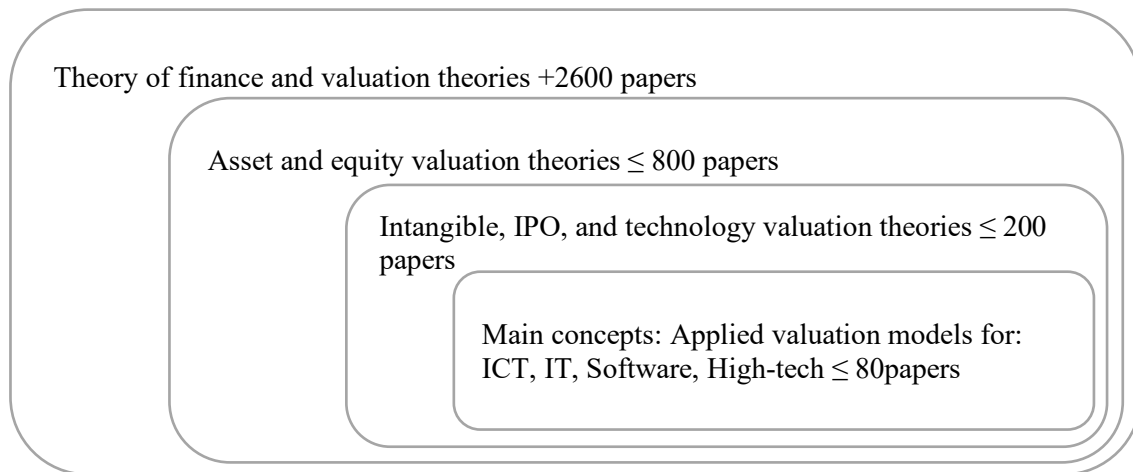 Theory of finance and valuation theories +2600 papers
Asset and equity valuation theories ≤ 800 papers
Intangible, IPO, and technology valuation theories ≤ 200
papers
Main concepts: Applied valuation models for:
ICT, IT, Software, High-tech ≤ 80papers